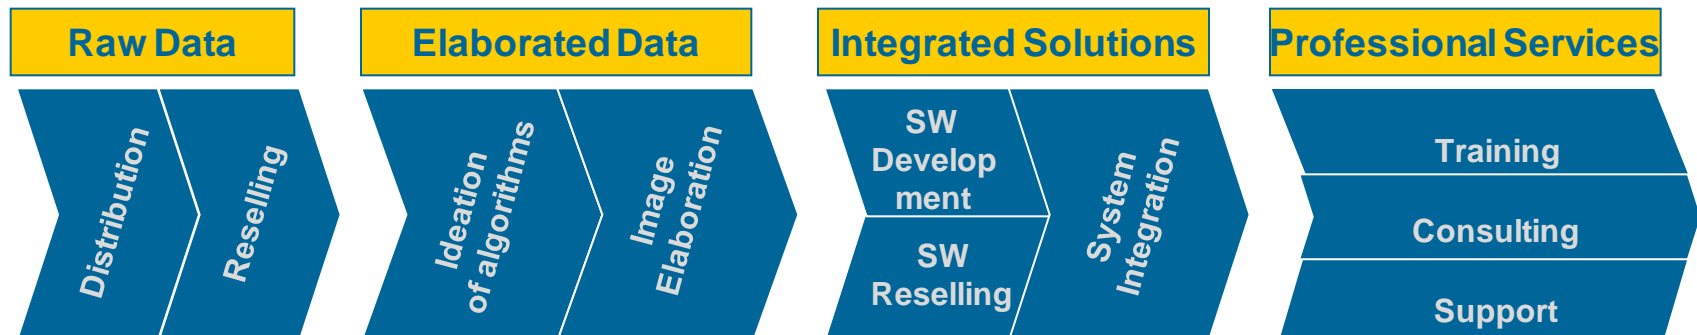 Raw Data
Elaborated Data
Integrated Solutions
Professional Services
Distribution
Reselling
Ideation
of algorithms
Image
Elaboration
SW
Develop
ment
SW
Reselling
System
Integration
Training
Consulting
Support